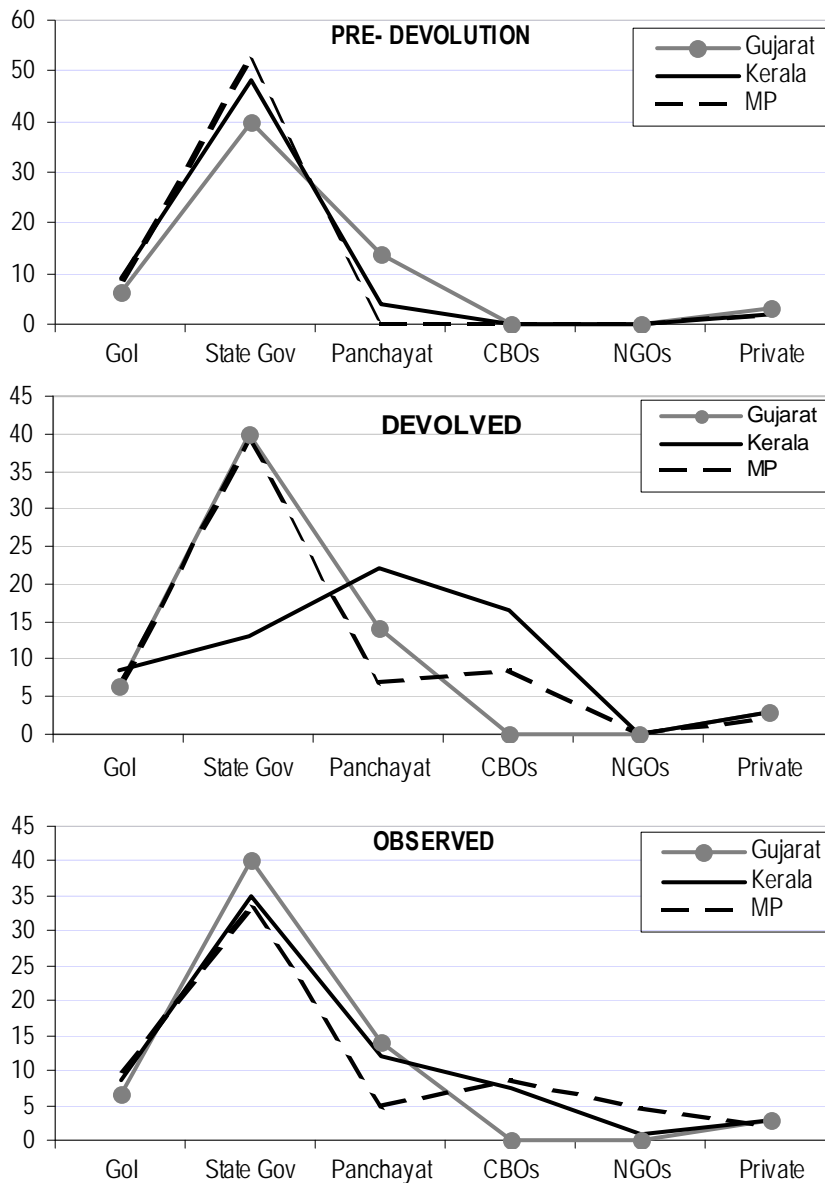 PRE- DEVOLUTION
Gujarat
Kerala
MP
60
50
40
30
20
10
0
GoI State Gov Panchayat CBOs NGOs Private
DEVOLVED
Gujarat
Kerala
MP
45
40
35
30
25
20
15
10
5
0
GoI State Gov Panchayat CBOs NGOs Private
OBSERVED
Gujarat
Kerala
MP
45
40
35
30
25
20
15
10
5
0
GoI State Gov Panchayat CBOs NGOs Private